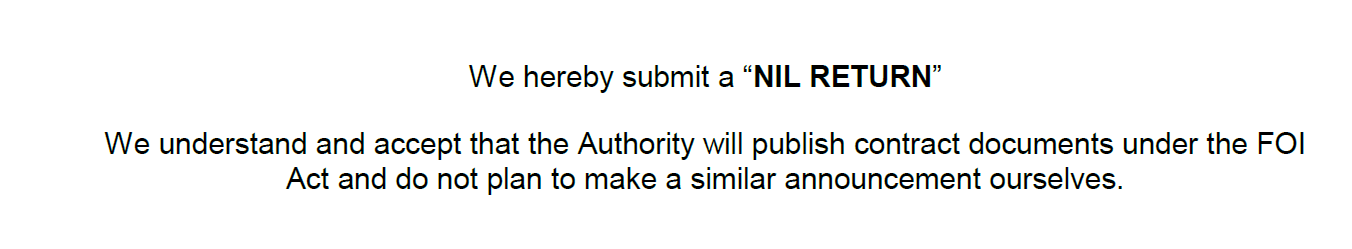 We hereby submit a “NIL RETURN”
We understand and accept that the Authority will publish contract documents under the FOI
Act and do not plan to make a similar announcement ourselves.